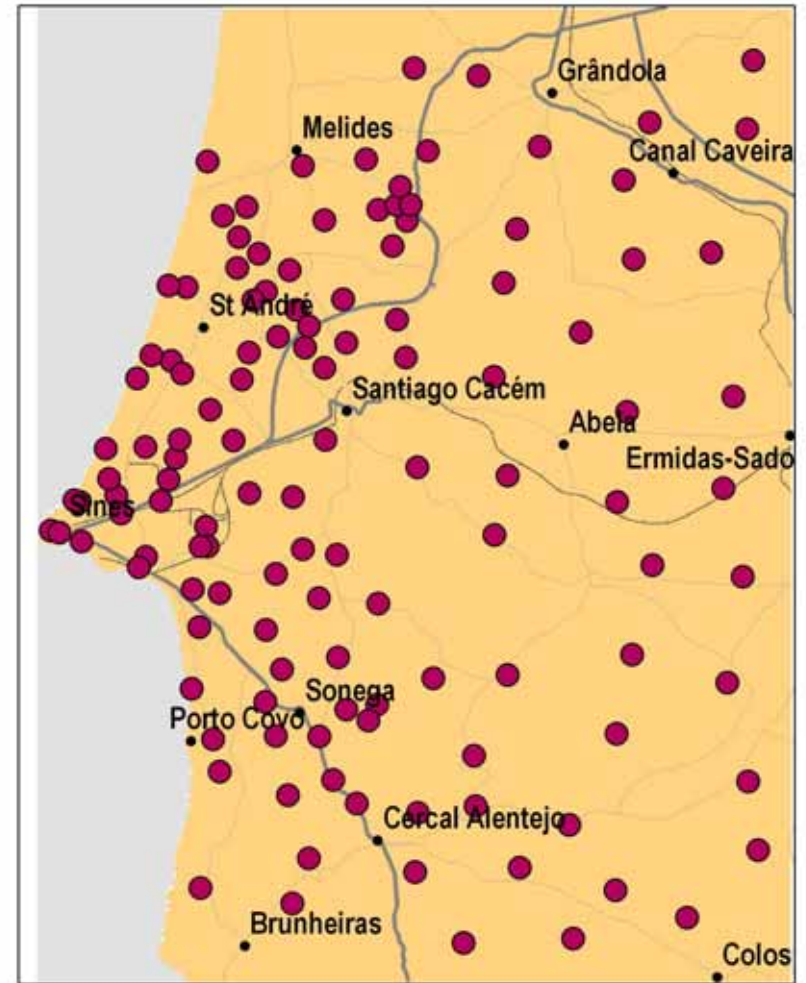 Grândola
Melides
Canal Caveira
St André
Santiago Cacém
Abela
Ermidas-Sado
Sines
Sonega
Porto Covo
Cercal Alentejo
Brunheiras
Colos